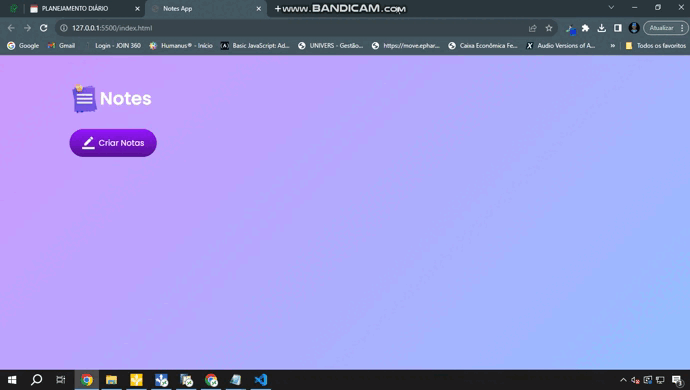 PLANEJAMENTO DIÁRIO
Notes App
www.BANDICAM.com
127.0.0.1:5500/index.html
Atualizar
Google
Gmail
Login - JOIN 360
Humanus® - Início
Basic JavaScript: Ad...
UNIVERS - Gestão...
https://move.ephar...
Caixa Econômica Fe...
Audio Versions of A...
»
Todos os favoritos
Notes
Criar Notas